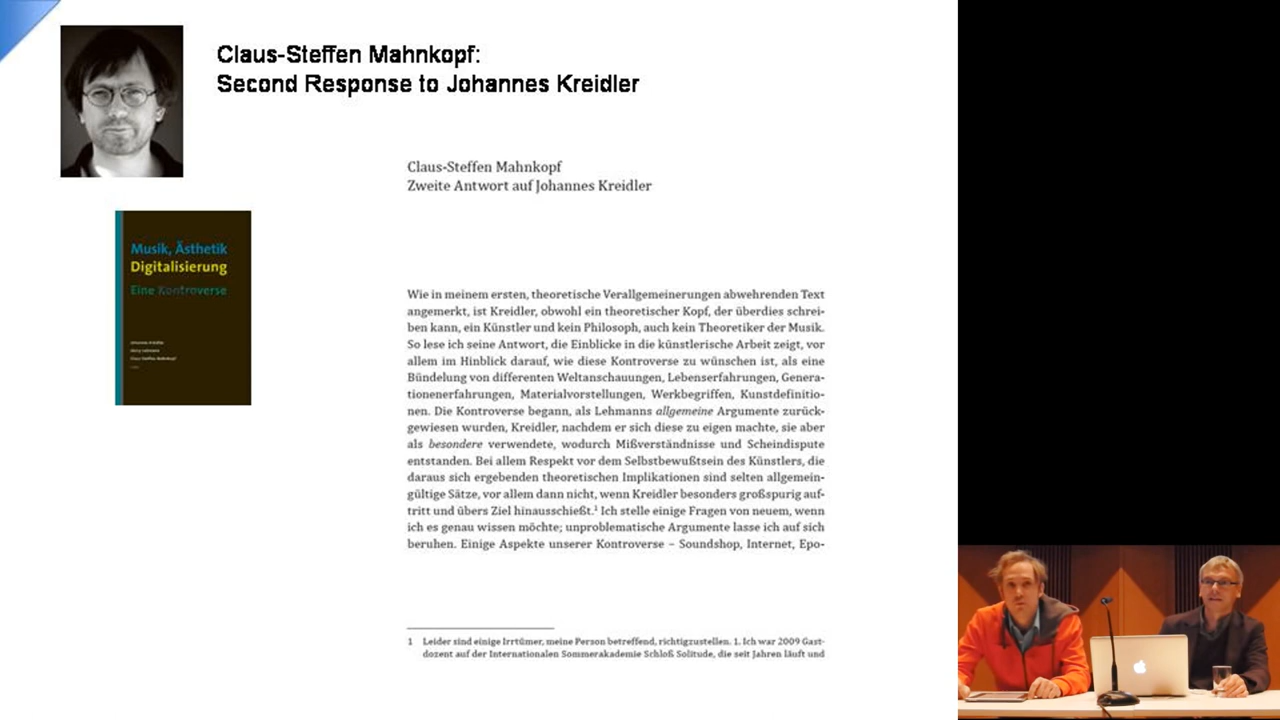 Claus-Steffen Mahnkopf:
Second Response to Johannes Kreidler
Claus-Steffen Mahnkopf
Zweite Antwort auf Johannes Kreidler
Musik, Ästhetik
Digitalisierung
Eine Kontroverse
Johannes Kreidler
Harry Lehmann
Claus-Steffen Mahnkopf
Wie in meinem ersten, theoretische Verallgemeinerungen abwehrenden Text
angemerkt, ist Kreidler, obwohl ein theoretischer Kopf, der überdies schrei-
ben kann, ein Künstler und kein Philosoph, auch kein Theoretiker der Musik.
So lese ich seine Antwort, die Einblicke in die künstlerische Arbeit zeigt, vor
allem im Hinblick darauf, wie diese Kontroverse zu wünschen ist, als eine
Bündelung von differenten Weltanschauungen, Lebenserfahrungen, Genera-
tionenerfahrungen, Materialvorstellungen, Werkbegriffen, Kunstdefinitio-
nen. Die Kontroverse begann, als Lehmanns allgemeine Argumente zurück-
gewiesen wurden, Kreidler, nachdem er sich diese zu eigen machte, sie aber
als besondere verwendete, wodurch Mißverständnisse und Scheindispute
entstanden. Bei allem Respekt vor dem Selbstbewußtsein des Künstlers, die
daraus sich ergebenden theoretischen Implikationen sind selten allgemein-
gültige Sätze, vor allem dann nicht, wenn Kreidler besonders großspurig auf-
tritt und übers Ziel hinausschießt.¹ Ich stelle einige Fragen von neuem, wenn
ich es genau wissen möchte; unproblematische Argumente lasse ich auf sich
beruhen. Einige Aspekte unserer Kontroverse – Soundshop, Internet, Epo-
1 Leider sind einige Irrtümer, meine Person betreffend, richtigzustellen. 1. Ich war 2009 Gast-
dozent auf der Internationalen Sommerakademie Schloß Solitude, die seit Jahren läuft und